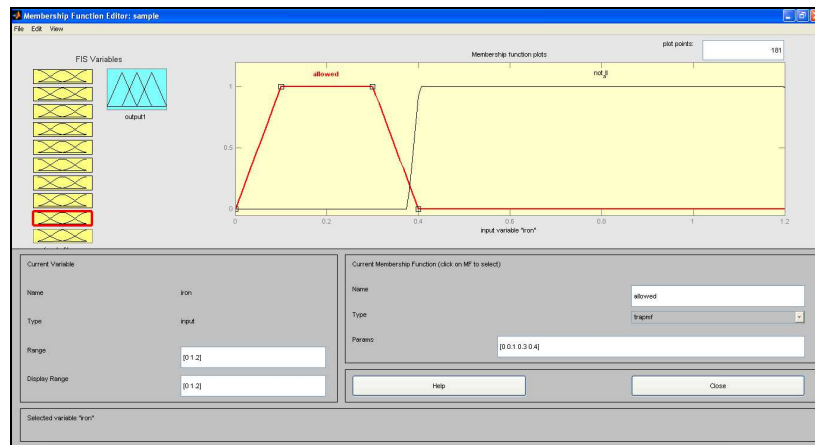 Membership Function Editor: sample
File Edit View
FIS Variables
output1
Membership function plots
plot points:
181
allowed
1
0.5
0
0
0.2
0.4
0.6
0.8
1
1.2
input variable "iron"
Current Variable
Name
iron
Type
input
Range
[0 1.2]
Display Range
[0 1.2]
Current Membership Function (click on MF to select)
Name
allowed
Type
trapmf
Params
[0 0.1 0.3 0.4]
Help
Close
Selected variable "iron"